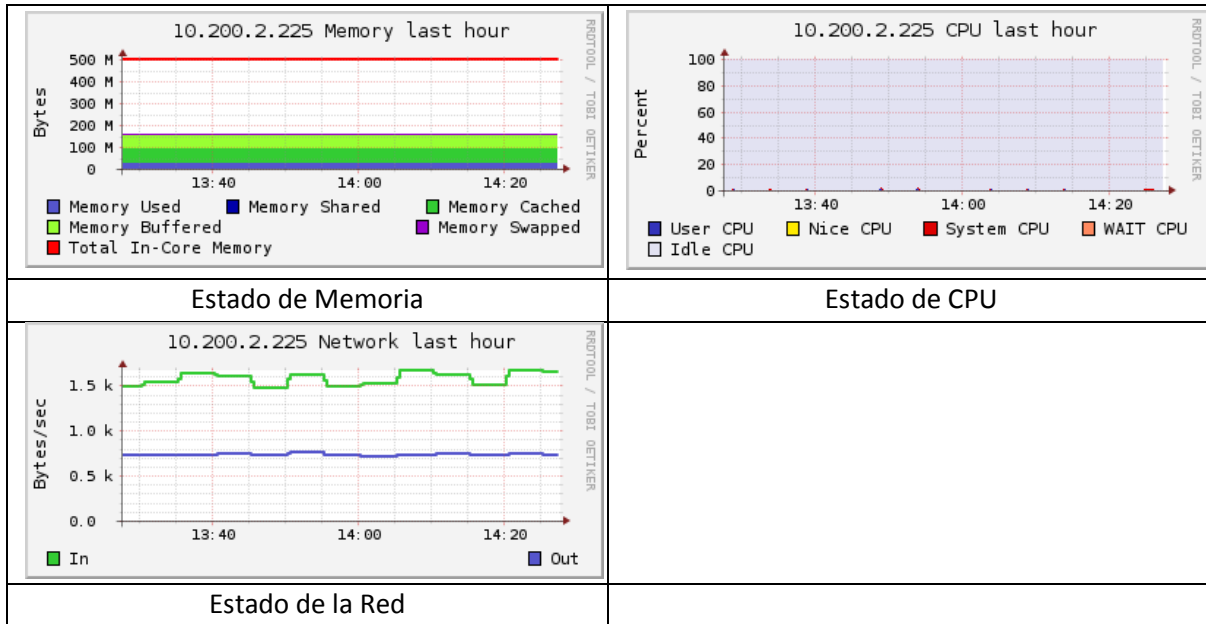 10.200.2.225 Memory last hour
RRDTOOL / TOBI OETIKER
Bytes
500 M
400 M
300 M
200 M
100 M
0
13:40 14:00 14:20
Memory Used Memory Shared Memory Cached
Memory Buffered Memory Swapped
Total In-Core Memory
10.200.2.225 CPU last hour
RRDTOOL / TOBI OETIKER
Percent
100
80
60
40
20
0
13:40 14:00 14:20
User CPU Nice CPU System CPU WAIT CPU
Idle CPU
Estado de Memoria
Estado de CPU
10.200.2.225 Network last hour
RRDTOOL / TOBI OETIKER
Bytes/sec
1.5 k
1.0 k
0.5 k
0.0
13:40 14:00 14:20
In Out
Estado de la Red